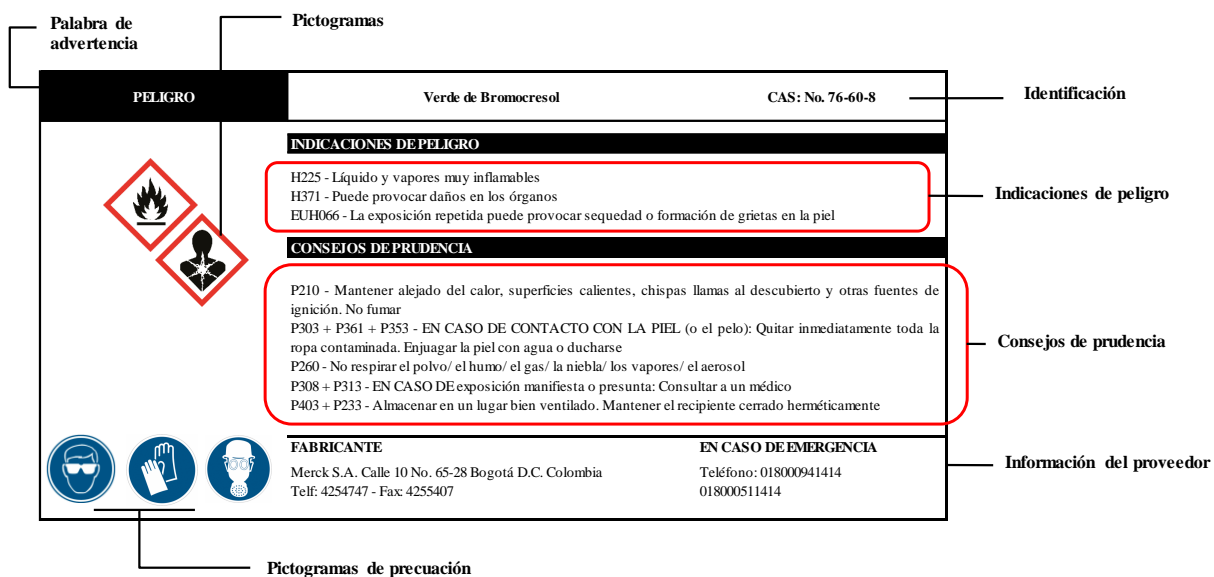 Palabra de
advertencia
Pictogramas
PELIGRO
Verde de Bromocresol
CAS: No. 76-60-8
Identificación
INDICACIONES DE PELIGRO
H225 - Líquido y vapores muy inflamables
H371 - Puede provocar daños en los órganos
EUH066 - La exposición repetida puede provocar sequedad o formación de grietas en la piel
Indicaciones de peligro
CONSEJOS DE PRUDENCIA
P210 - Mantener alejado del calor, superficies calientes, chispas llamas al descubierto y otras fuentes de
ignición. No fumar
P303 + P361 + P353 - EN CASO DE CONTACTO CON LA PIEL (o el pelo): Quitar inmediatamente toda la
ropa contaminada. Enjuagar la piel con agua o ducharse
P260 - No respirar el polvo/ el humo/ el gas/ la niebla/ los vapores/ el aerosol
P308 + P313 - EN CASO DE exposición manifiesta o presunta: Consultar a un médico
P403 + P233 - Almacenar en un lugar bien ventilado. Mantener el recipiente cerrado herméticamente
Consejos de prudencia
FABRICANTE
Merck S.A. Calle 10 No. 65-28 Bogotá D.C. Colombia
Telf: 4254747 - Fax: 4255407
EN CASO DE EMERGENCIA
Teléfono: 018000941414
018000511414
Información del proveedor
Pictogramas de precuación